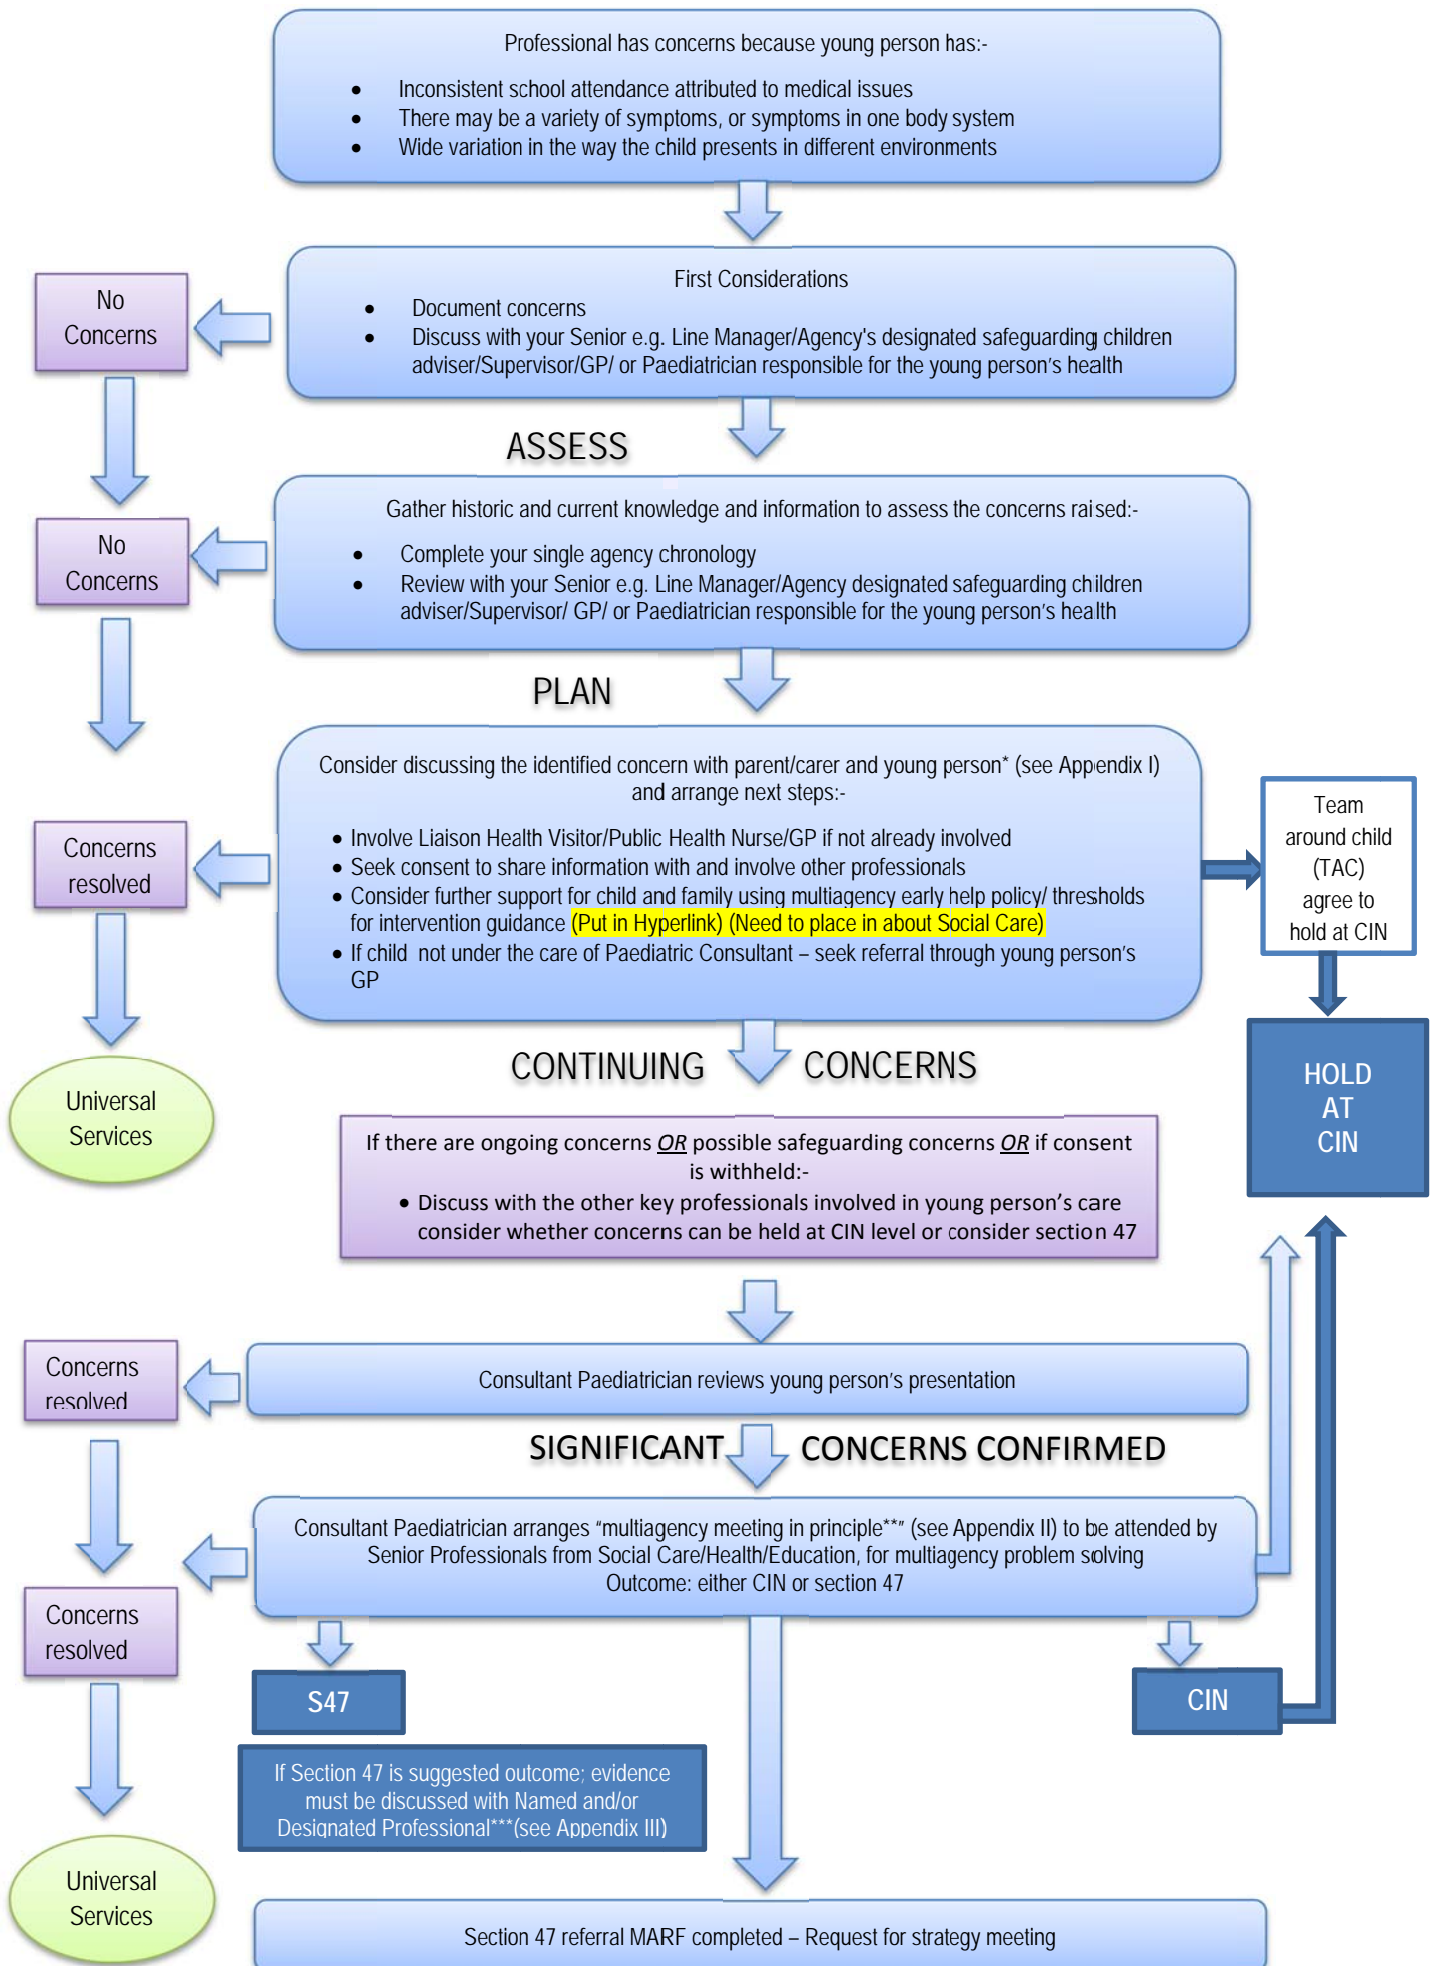 Professional has concerns because young person has:-
• Inconsistent school attendance attributed to medical issues
• There may be a variety of symptoms, or symptoms in one body system
• Wide variation in the way the child presents in different environments
No
Concerns
First Considerations
• Document concerns
• Discuss with your Senior e.g. Line Manager/Agency's designated safeguarding children
adviser/Supervisor/GP/ or Paediatrician responsible for the young person's health
ASSESS
No
Concerns
Gather historic and current knowledge and information to assess the concerns raised:-
• Complete your single agency chronology
• Review with your Senior e.g. Line Manager/Agency designated safeguarding children
adviser/Supervisor/ GP/ or Paediatrician responsible for the young person's health
PLAN
Concerns
resolved
Consider discussing the identified concern with parent/carer and young person* (see Appendix I)
and arrange next steps:-
• Involve Liaison Health Visitor/Public Health Nurse/GP if not already involved
• Seek consent to share information with and involve other professionals
• Consider further support for child and family using multiagency early help policy/ thresholds
for intervention guidance (Put in Hyperlink) (Need to place in about Social Care)
• If child not under the care of Paediatric Consultant – seek referral through young person's
GP
Team
around child
(TAC)
agree to
hold at CIN
Universal
Services
CONTINUING CONCERNS
HOLD
AT
CIN
If there are ongoing concerns OR possible safeguarding concerns OR if consent
is withheld:-
• Discuss with the other key professionals involved in young person's care
consider whether concerns can be held at CIN level or consider section 47
Concerns
resolved
Consultant Paediatrician reviews young person's presentation
SIGNIFICANT CONCERNS CONFIRMED
Consultant Paediatrician arranges "multiagency meeting in principle**" (see Appendix II) to be attended by
Senior Professionals from Social Care/Health/Education, for multiagency problem solving
Outcome: either CIN or section 47
Concerns
resolved
S47
CIN
If Section 47 is suggested outcome; evidence
must be discussed with Named and/or
Designated Professional***(see Appendix III)
Universal
Services
Section 47 referral MARF completed – Request for strategy meeting